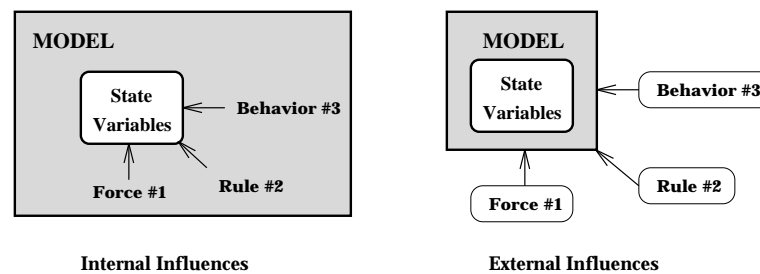 MODEL
State
Variables
Behavior #3
Force #1
Rule #2
Internal Influences
MODEL
State
Variables
Behavior #3
Rule #2
Force #1
External Influences